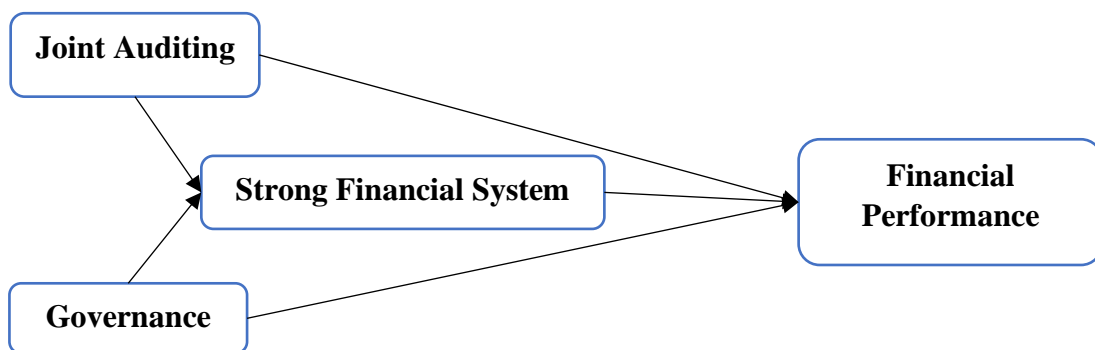 Joint Auditing
Strong Financial System
Financial
Performance
Governance